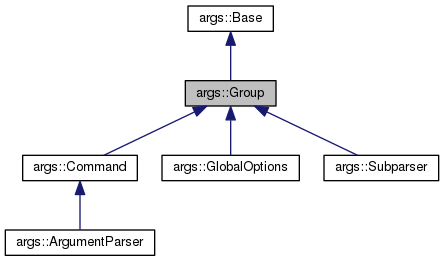 args::Base
args::Group
args::Command
args::GlobalOptions
args::Subparser
args::ArgumentParser